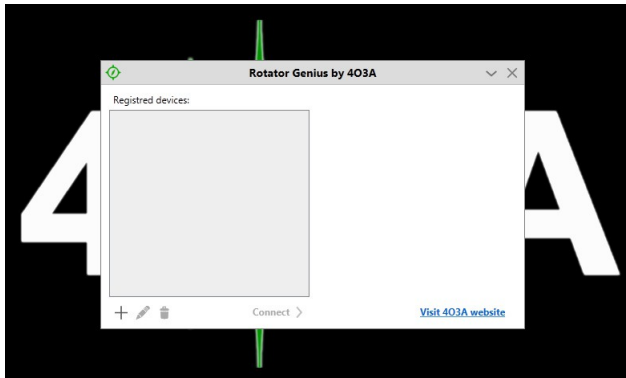 Rotator Genius by 4O3A
Registred devices:
4 A
Connect
Visit 4O3A website